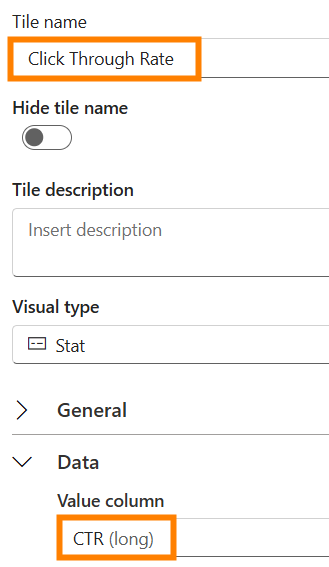 Tile name
Click Through Rate
Hide tile name
Tile description
Insert description
Visual type
Stat
General
Data
Value column
CTR (long)